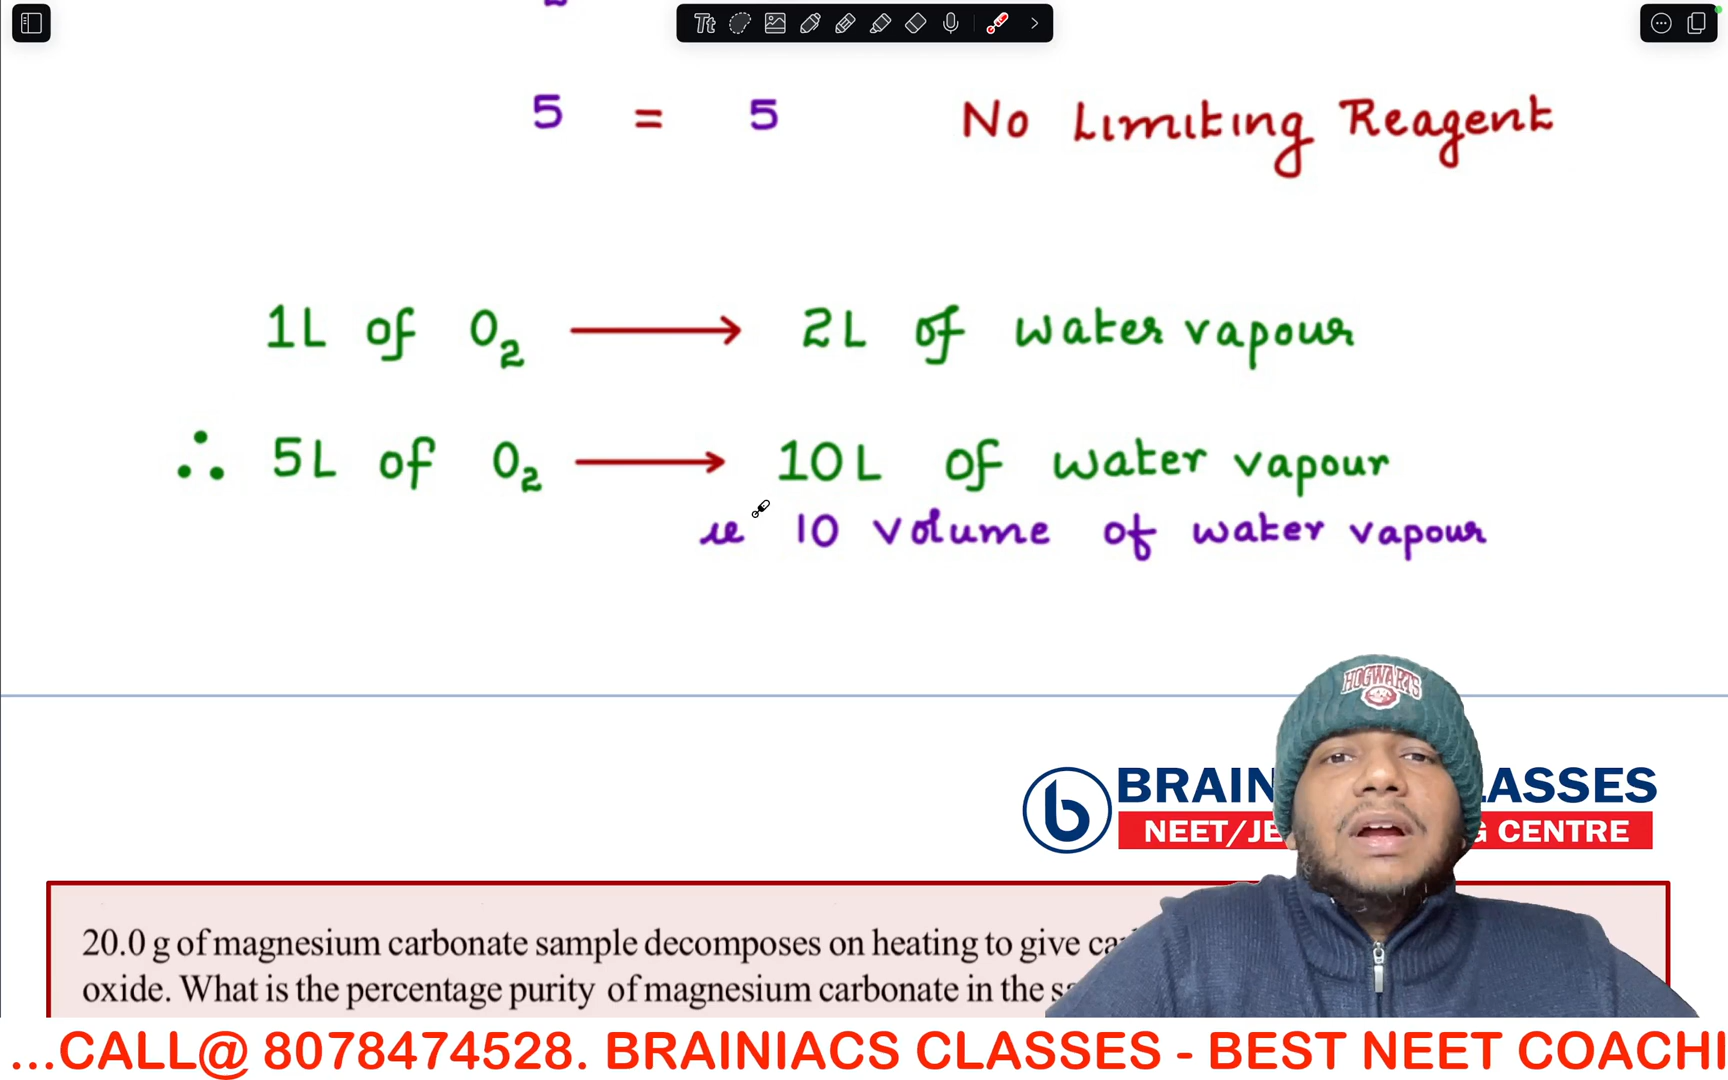 Tt
5 = 5 No Limiting Reagent
1L of O₂ ⟶ 2L of water vapour
∴ 5L of O₂ ⟶ 10L of water vapour
ie 10 volume of water vapour
HOGWARTS
b BRAIN ASSES
NEET/JE G CENTRE
20.0 g of magnesium carbonate sample decomposes on heating to give
oxide. What is the percentage purity of magnesium carbonate in the
...CALL@ 8078474528. BRAINIACS CLASSES - BEST NEET COACHI